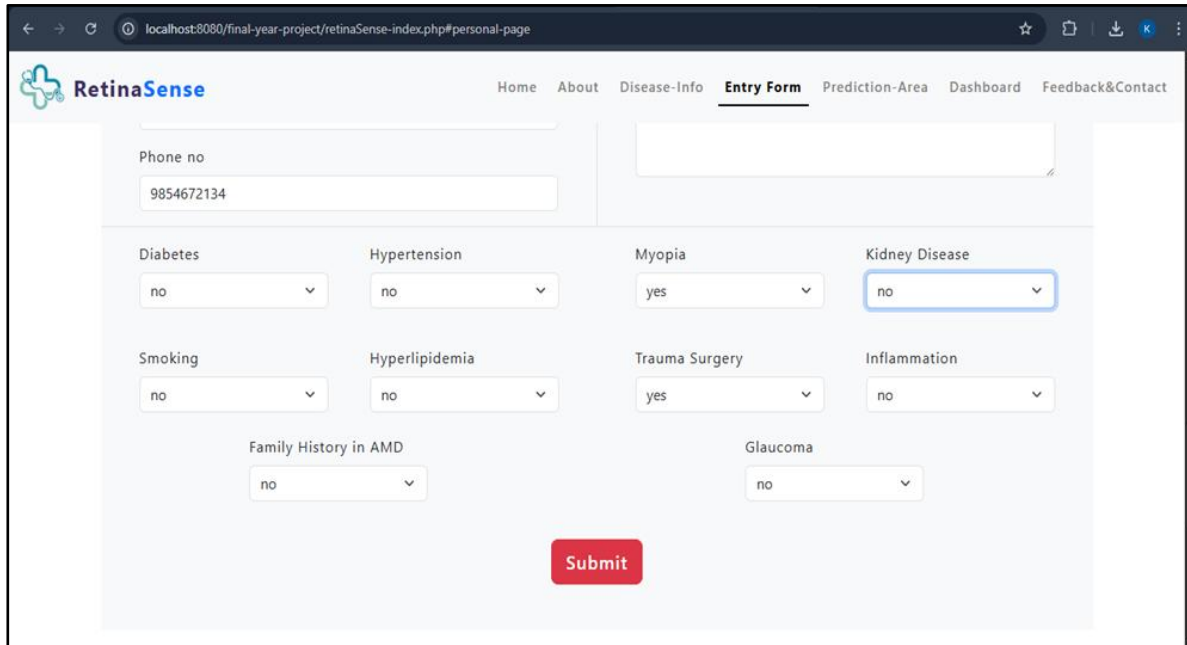 localhost:8080/final-year-project/retinaSense-index.php#personal-page
K
RetinaSense
Home About Disease-Info Entry Form Prediction-Area Dashboard Feedback&Contact
Phone no
9854672134
Diabetes Hypertension Myopia Kidney Disease
no no yes no
Smoking Hyperlipidemia Trauma Surgery Inflammation
no no yes no
Family History in AMD Glaucoma
no no
Submit